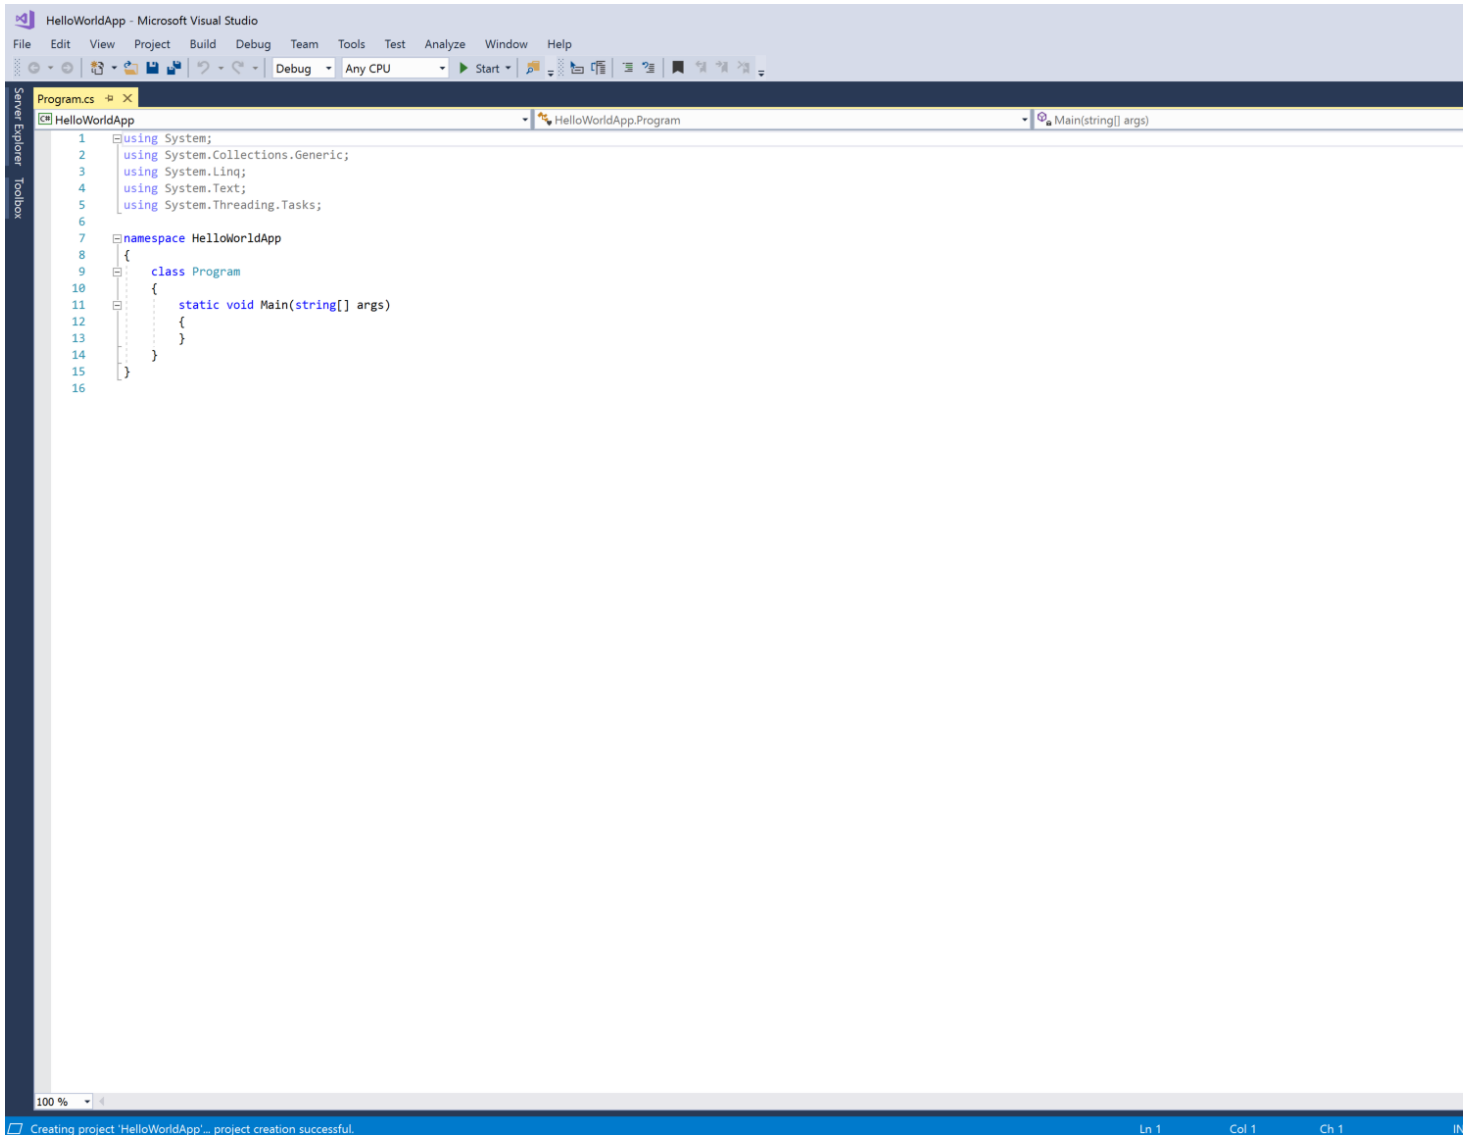 HelloWorldApp - Microsoft Visual Studio
File Edit View Project Build Debug Team Tools Test Analyze Window Help
Debug Any CPU Start
Server Explorer
Toolbox
Program.cs
C# HelloWorldApp HelloWorldApp.Program Main(string[] args)
1 using System;
2 using System.Collections.Generic;
3 using System.Linq;
4 using System.Text;
5 using System.Threading.Tasks;
6
7 namespace HelloWorldApp
8 {
9 class Program
10 {
11 static void Main(string[] args)
12 {
13 }
14 }
15 }
16
100 %
Creating project 'HelloWorldApp'... project creation successful. Ln 1 Col 1 Ch 1 IN